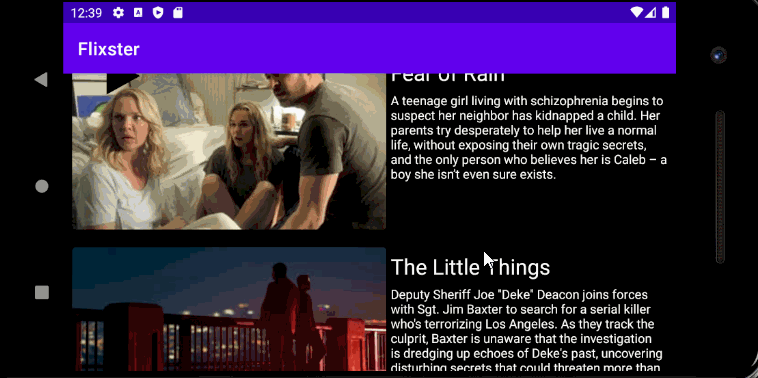 12:39
Flixster
Fear of Rain
A teenage girl living with schizophrenia begins to
suspect her neighbor has kidnapped a child. Her
parents try desperately to help her live a normal
life, without exposing their own tragic secrets,
and the only person who believes her is Caleb – a
boy she isn't even sure exists.
The Little Things
Deputy Sheriff Joe "Deke" Deacon joins forces
with Sgt. Jim Baxter to search for a serial killer
who's terrorizing Los Angeles. As they track the
culprit, Baxter is unaware that the investigation
is dredging up echoes of Deke's past, uncovering
disturbing secrets that could threaten more than